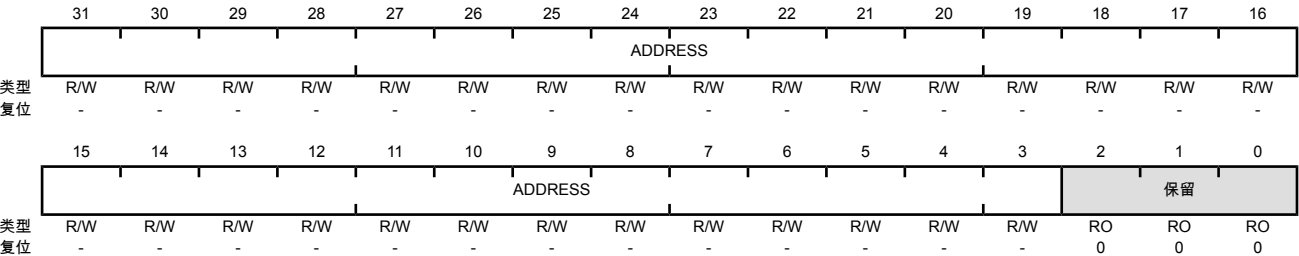 31 30 29 28 27 26 25 24 23 22 21 20 19 18 17 16
ADDRESS
类型 R/W R/W R/W R/W R/W R/W R/W R/W R/W R/W R/W R/W R/W R/W R/W R/W
复位 - - - - - - - - - - - - - - - -
15 14 13 12 11 10 9 8 7 6 5 4 3 2 1 0
ADDRESS 保留
类型 R/W R/W R/W R/W R/W R/W R/W R/W R/W R/W R/W R/W R/W RO RO RO
复位 - - - - - - - - - - - - - 0 0 0